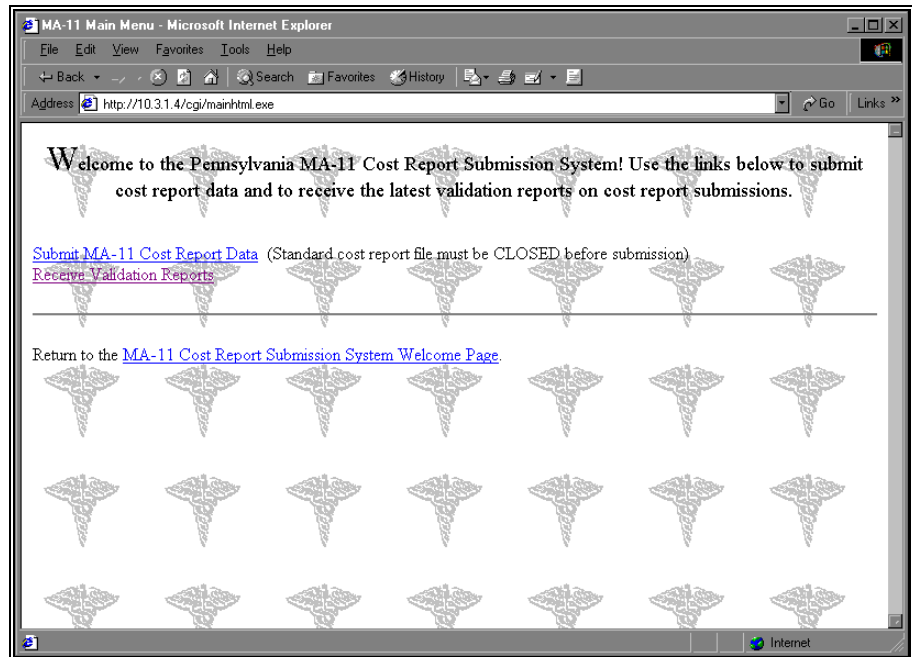 MA-11 Main Menu - Microsoft Internet Explorer
File Edit View Favorites Tools Help
Back Search Favorites History
Address http://10.3.1.4/cgi/mainhtml.exe Go Links »
Welcome to the Pennsylvania MA-11 Cost Report Submission System! Use the links below to submit
cost report data and to receive the latest validation reports on cost report submissions.
Submit MA-11 Cost Report Data (Standard cost report file must be CLOSED before submission)
Receive Validation Reports
Return to the MA-11 Cost Report Submission System Welcome Page.
Internet